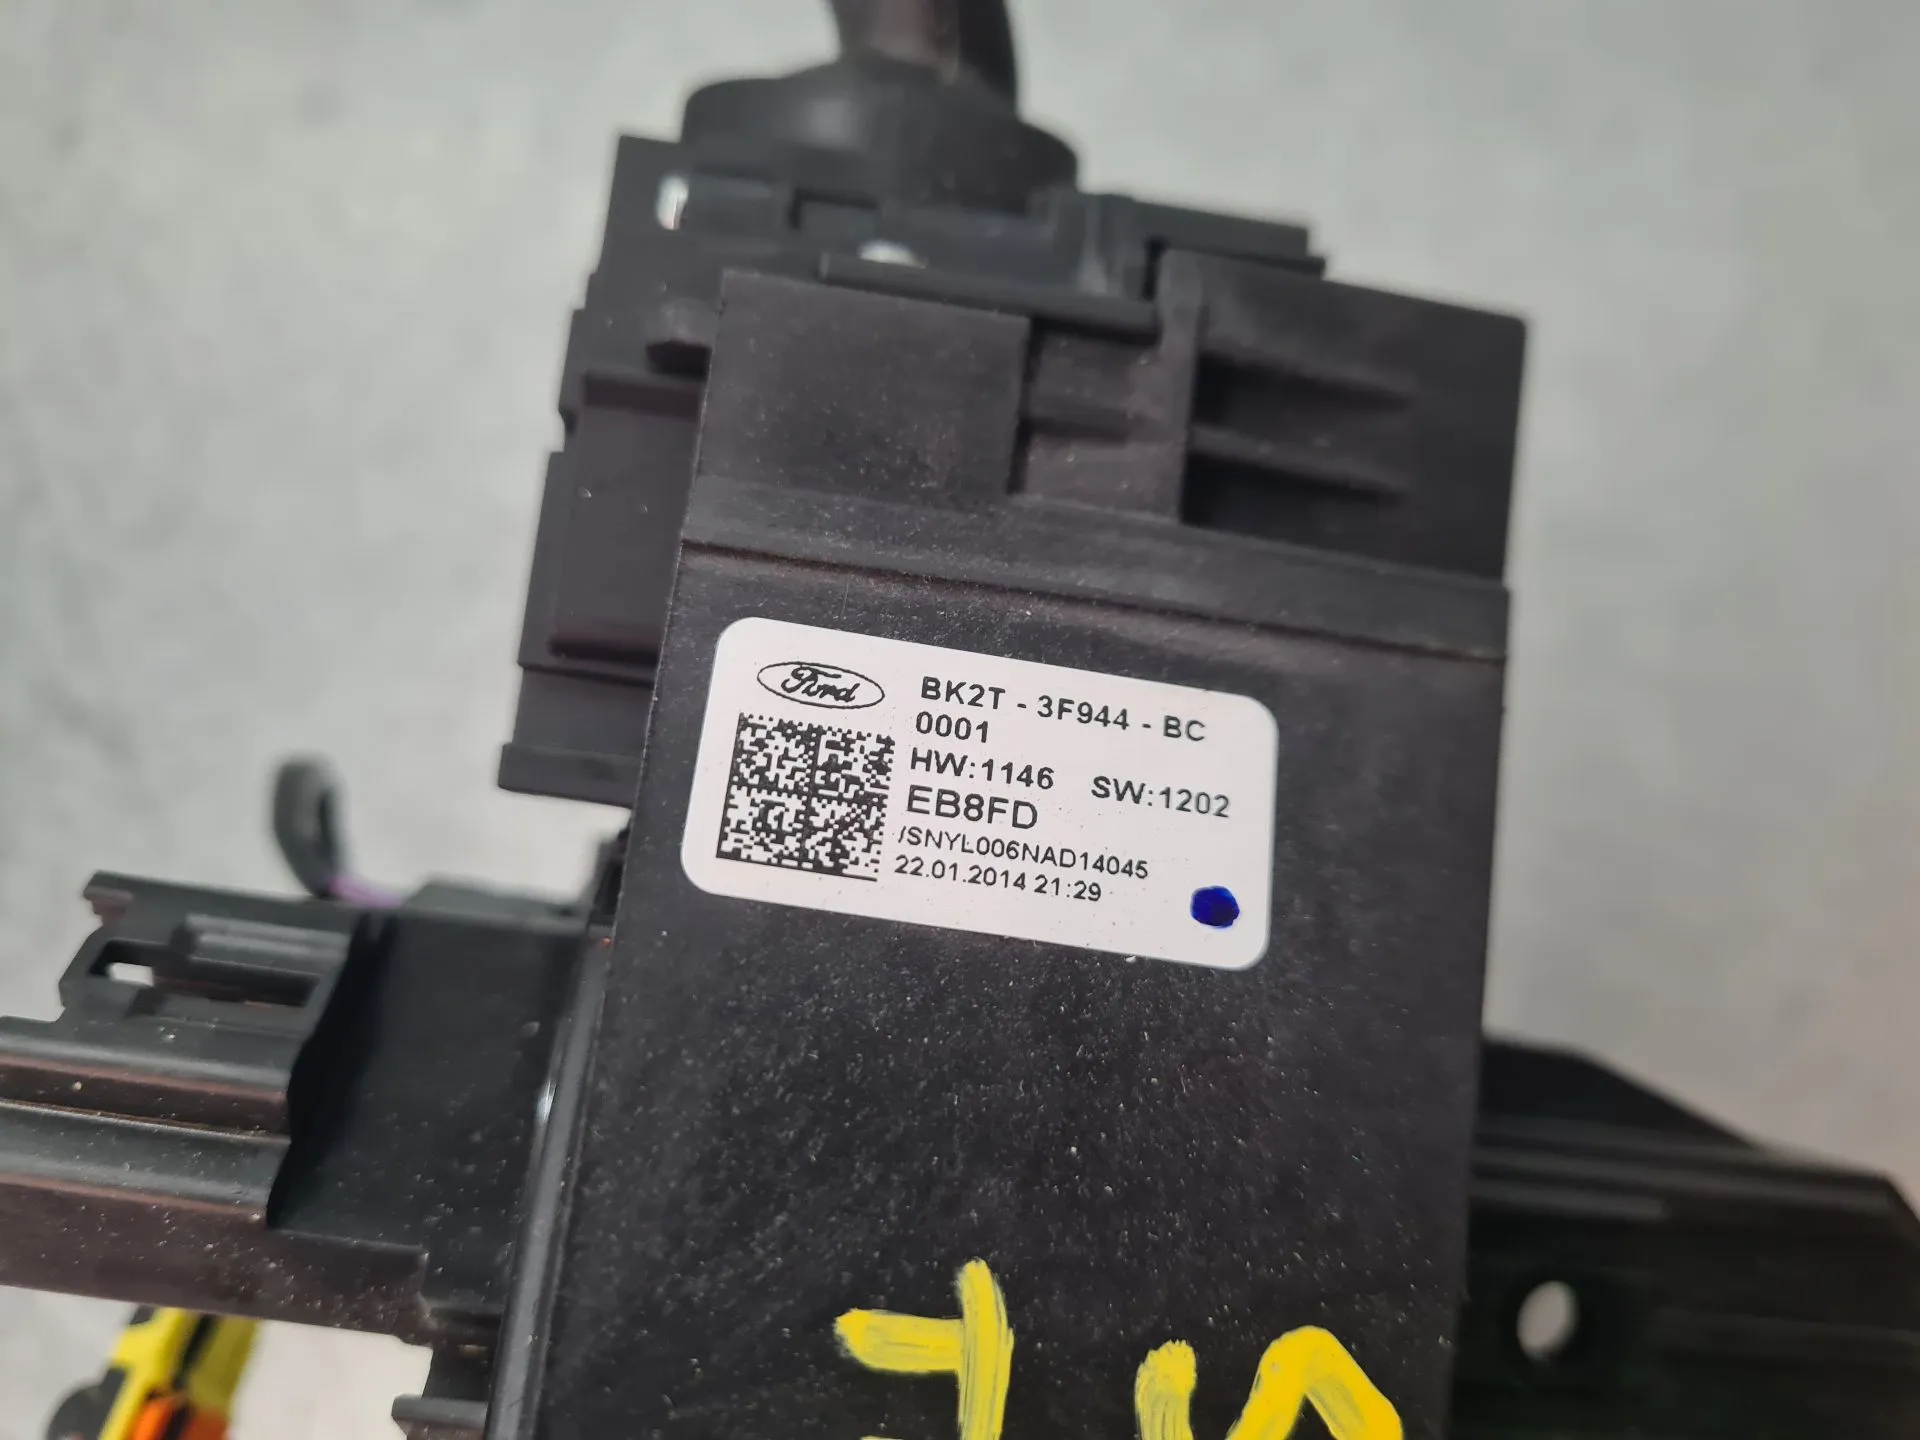 Ford
BK2T - 3F944 - BC
0001
HW:1146 SW:1202
EB8FD
/SNYL006NAD14045
22.01.2014 21:29